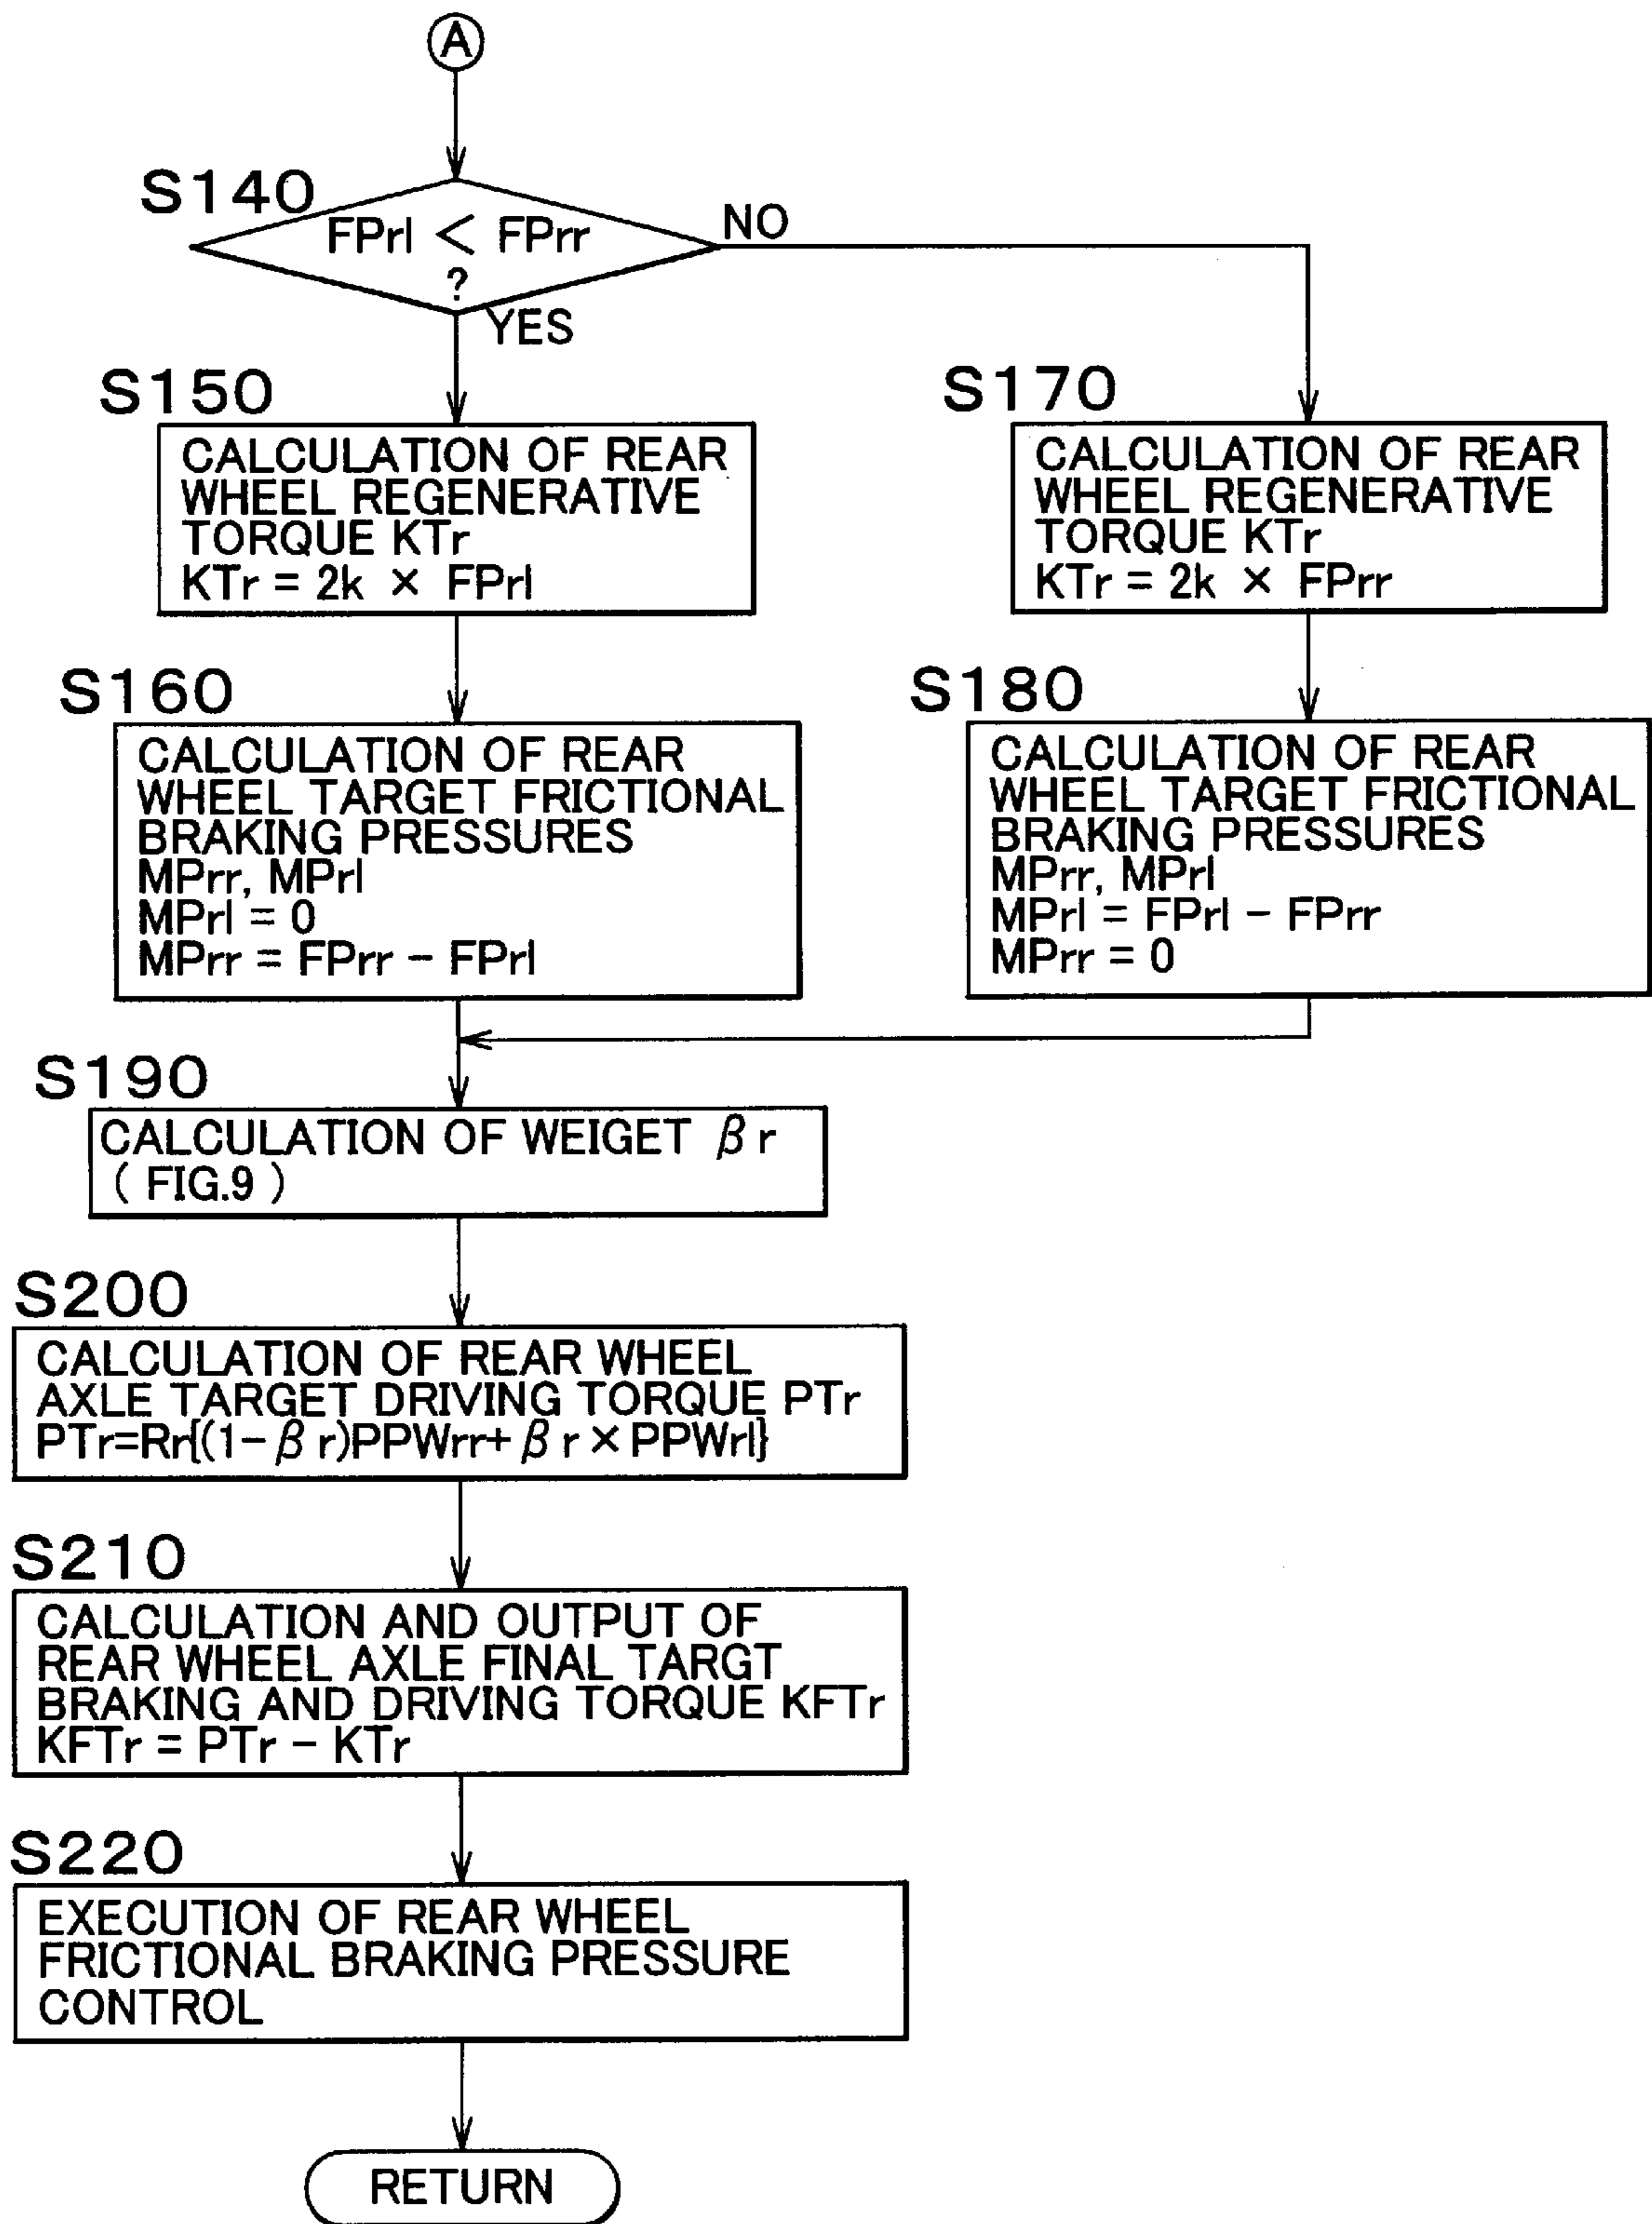 A
S140
FPrl < FPrr
?
NO
YES
S150
CALCULATION OF REAR
WHEEL REGENERATIVE
TORQUE KTr
KTr = 2k × FPrl
S170
CALCULATION OF REAR
WHEEL REGENERATIVE
TORQUE KTr
KTr = 2k × FPrr
S160
CALCULATION OF REAR
WHEEL TARGET FRICTIONAL
BRAKING PRESSURES
MPrr, MPrl
MPrl = 0
MPrr = FPrr − FPrl
S180
CALCULATION OF REAR
WHEEL TARGET FRICTIONAL
BRAKING PRESSURES
MPrr, MPrl
MPrl = FPrl − FPrr
MPrr = 0
S190
CALCULATION OF WEIGET βr
( FIG.9 )
S200
CALCULATION OF REAR WHEEL
AXLE TARGET DRIVING TORQUE PTr
PTr=Rr{(1−βr)PPWrr+βr×PPWrl}
S210
CALCULATION AND OUTPUT OF
REAR WHEEL AXLE FINAL TARGT
BRAKING AND DRIVING TORQUE KFTr
KFTr = PTr − KTr
S220
EXECUTION OF REAR WHEEL
FRICTIONAL BRAKING PRESSURE
CONTROL
RETURN